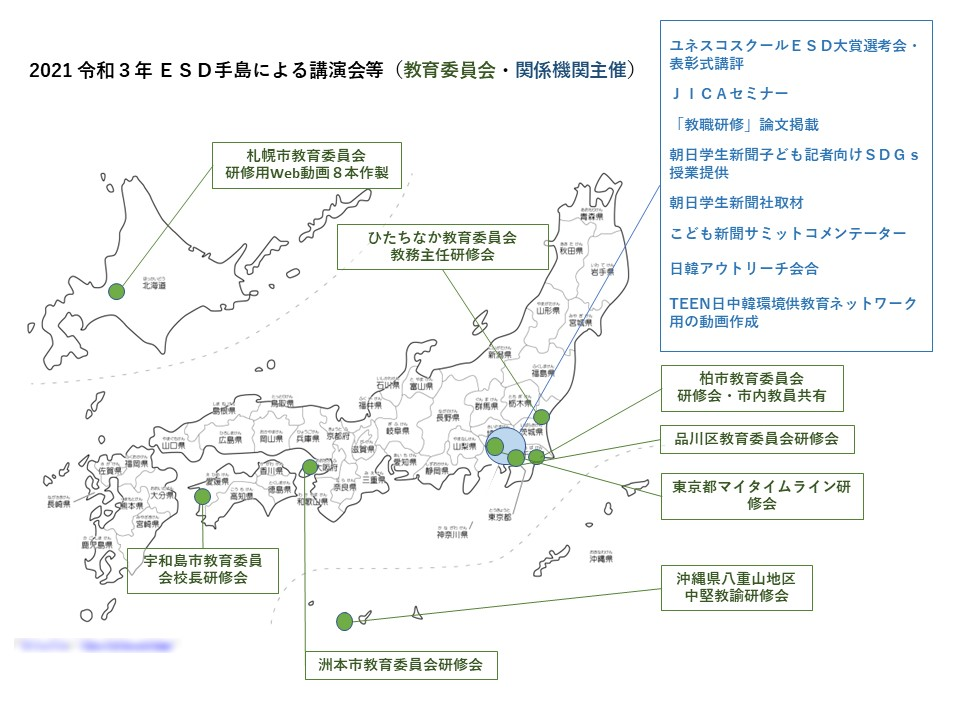 2021 令和３年 ＥＳＤ手島による講演会等（教育委員会・関係機関主催）
ユネスコスクールＥＳＤ大賞選考会・
表彰式講評
ＪＩＣＡセミナー
「教職研修」論文掲載
朝日学生新聞子ども記者向けＳＤＧｓ
授業提供
朝日学生新聞社取材
こども新聞サミットコメンテーター
日韓アウトリーチ会合
TEEN日中韓環境供教育ネットワーク
用の動画作成
札幌市教育委員会
研修用Web動画８本作製
ひたちなか教育委員会
教務主任研修会
北海道
青森県
秋田県
岩手県
山形県
宮城県
新潟県
福島県
石川県
富山県
福井県
長野県
群馬県
栃木県
茨城県
島根県
鳥取県
広島県
岡山県
兵庫県
京都府
滋賀県
岐阜県
山梨県
山口県
愛知県
静岡県
佐賀県
福岡県
愛媛県
香川県
大阪府
三重県
長崎県
大分県
高知県
徳島県
和歌山県
奈良県
熊本県
宮崎県
鹿児島県
東京都
神奈川県
沖縄県
柏市教育委員会
研修会・市内教員共有
品川区教育委員会研修会
東京都マイタイムライン研
修会
宇和島市教育委員
会校長研修会
沖縄県八重山地区
中堅教諭研修会
洲本市教育委員会研修会